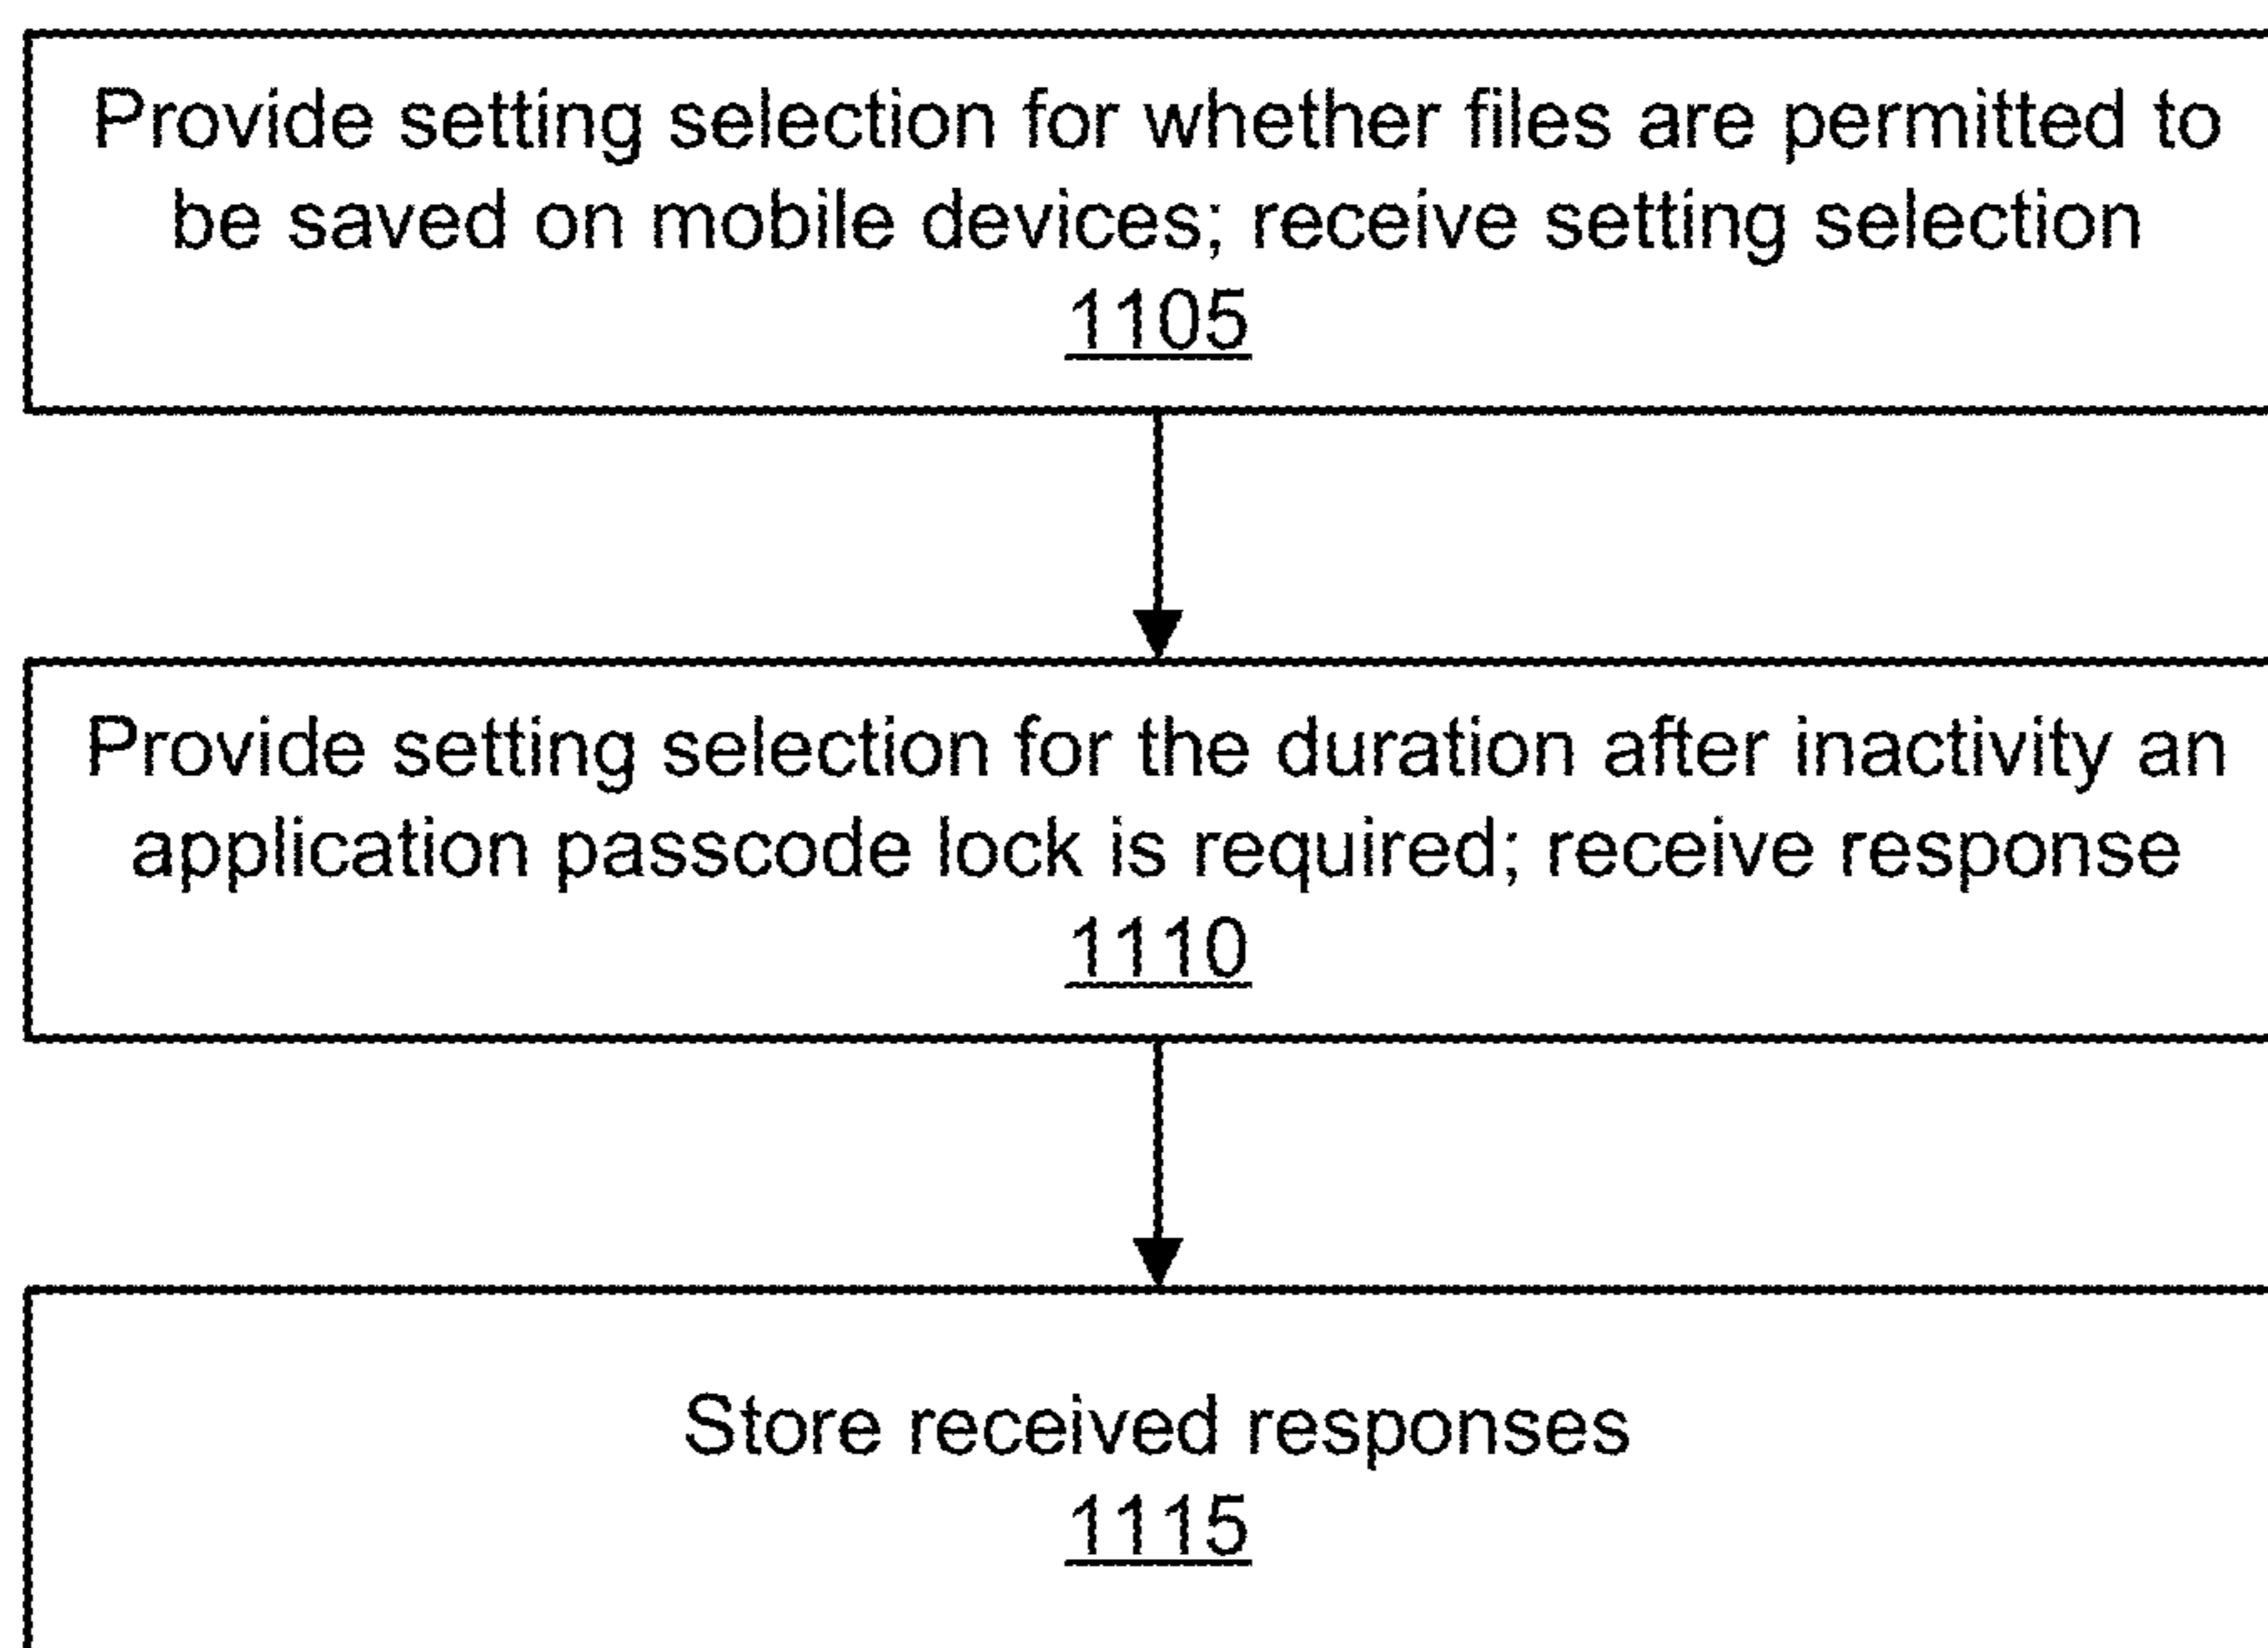 Provide setting selection for whether files are permitted to
be saved on mobile devices; receive setting selection
1105
Provide setting selection for the duration after inactivity an
application passcode lock is required; receive response
1110
Store received responses
1115